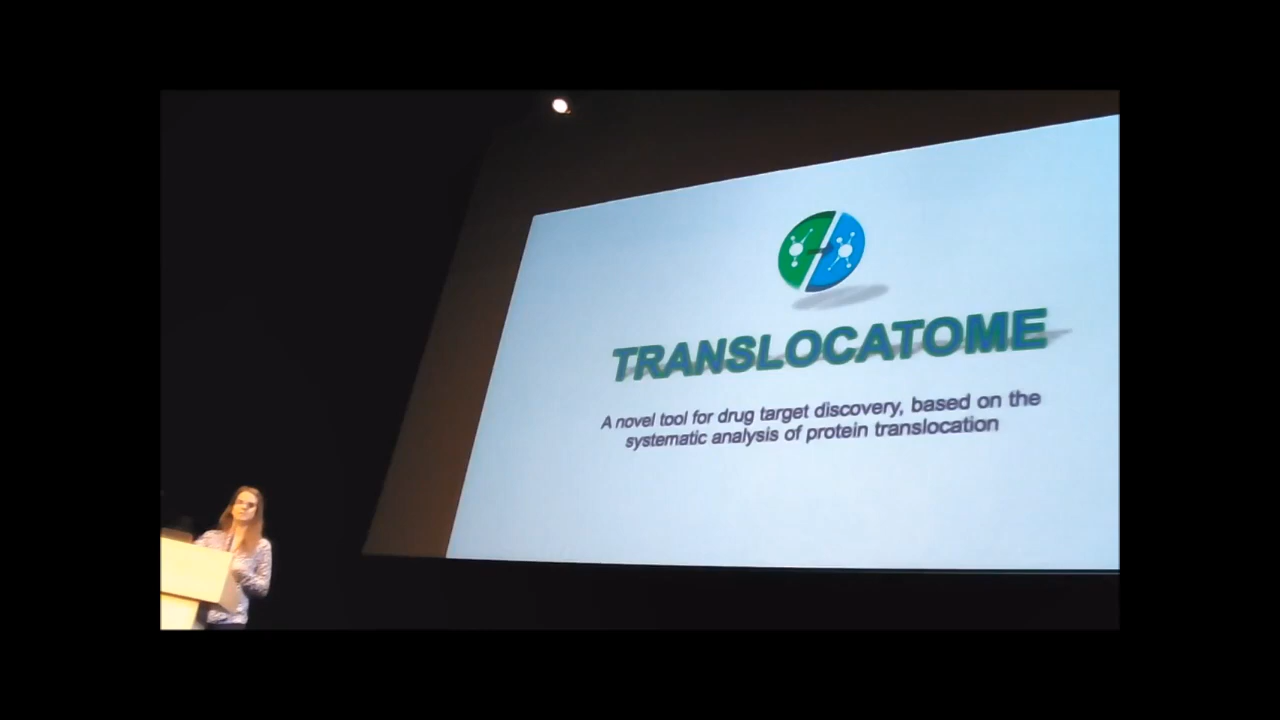 TRANSLOCATOME
A novel tool for drug target discovery, based on the
systematic analysis of protein translocation